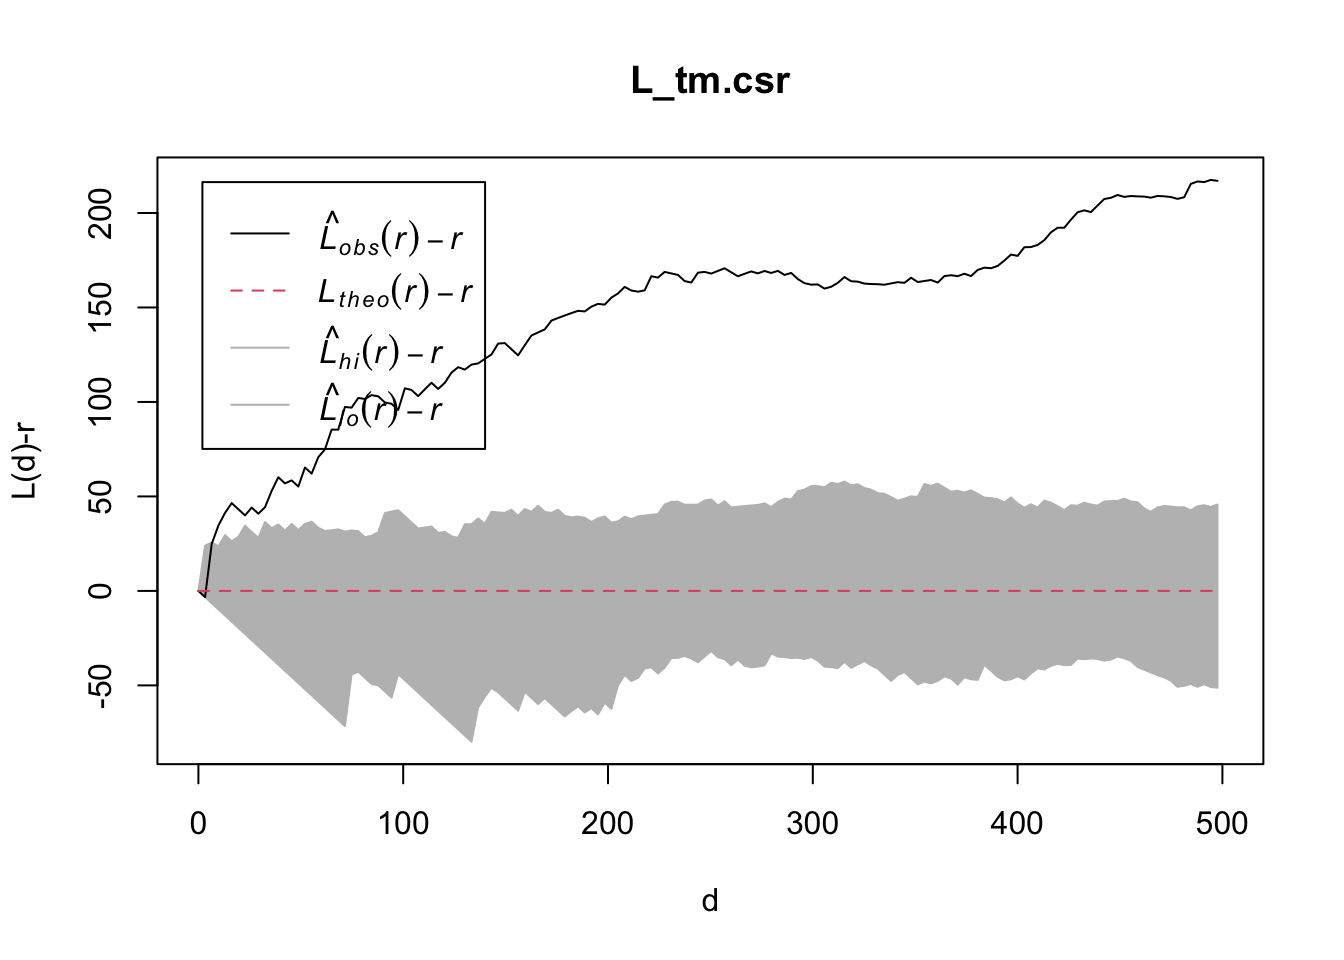 L_tm.csr
L̂obs(r) – r
Ltheo(r) – r
L̂hi(r) – r
L̂lo(r) – r
L(d)-r
200
150
100
50
0
-50
0 100 200 300 400 500
d